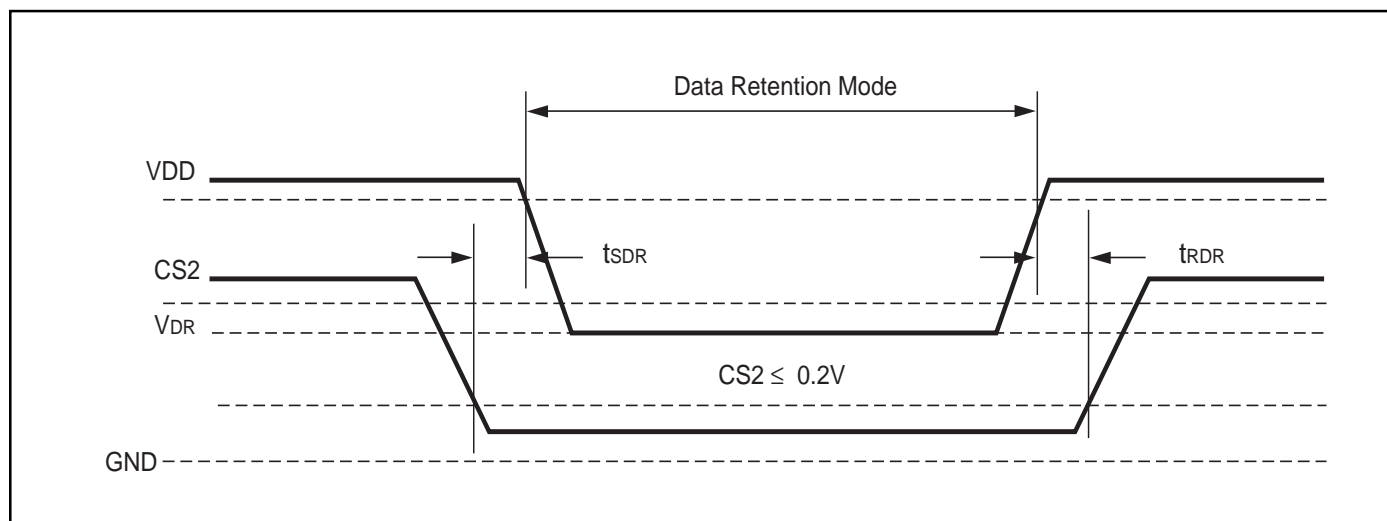 Data Retention Mode
VDD
tSDR
tRDR
CS2
VDR
CS2 ≤ 0.2V
GND